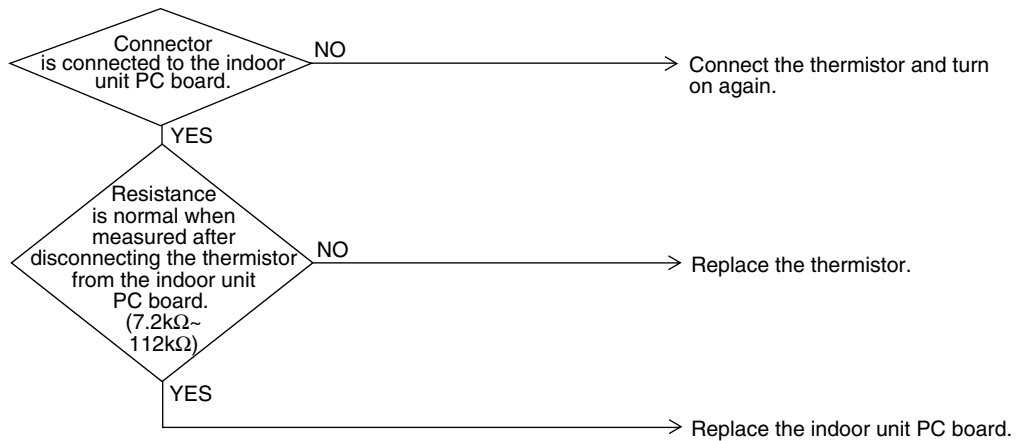 Connector
is connected to the indoor
unit PC board.
NO
Connect the thermistor and turn
on again.
YES
Resistance
is normal when
measured after
disconnecting the thermistor
from the indoor unit
PC board.
(7.2kΩ~
112kΩ)
NO
Replace the thermistor.
YES
Replace the indoor unit PC board.